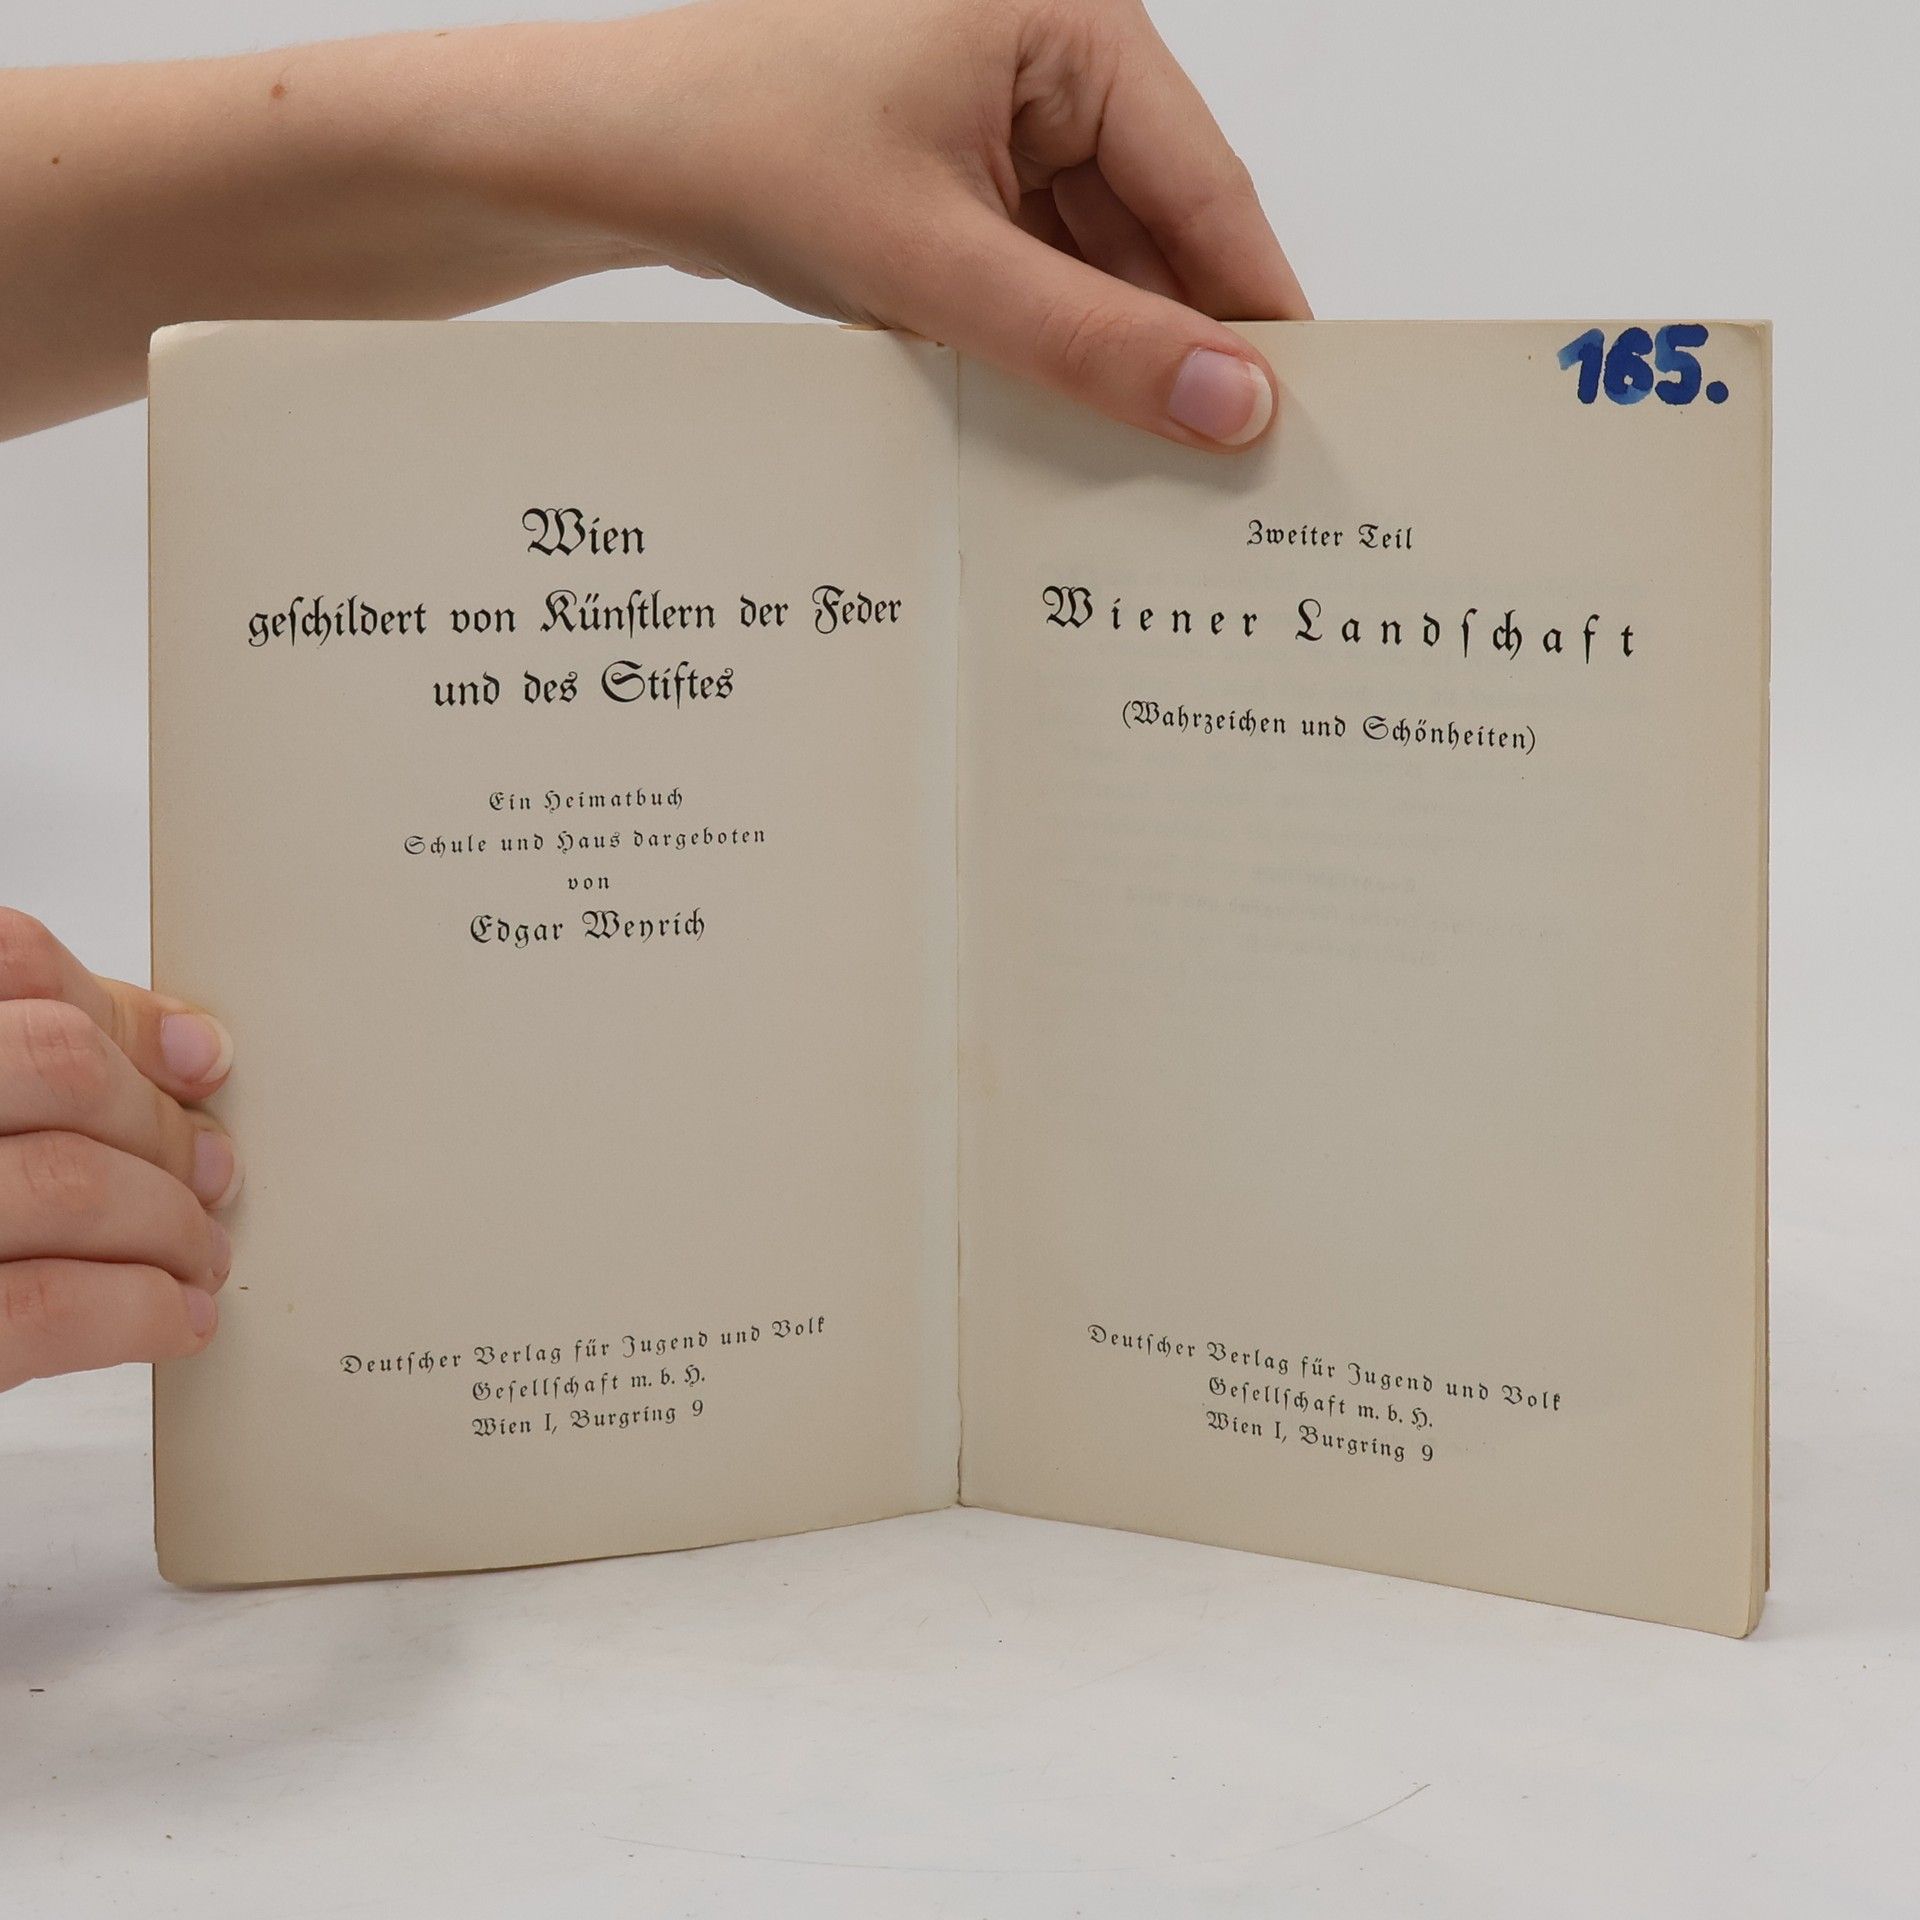 Wien
geſchildert von Künſtlern der Feder
und des Stiftes
Ein Heimatbuch
Schule und Haus dargeboten
von
Edgar Weyrich
Deutſcher Verlag für Jugend und Volk
Geſellſchaft m. b. H.
Wien I, Burgring 9
165.
Zweiter Teil
Wiener Landſchaft
(Wahrzeichen und Schönheiten)
Deutſcher Verlag für Jugend und Volk
Geſellſchaft m. b. H.
Wien I, Burgring 9